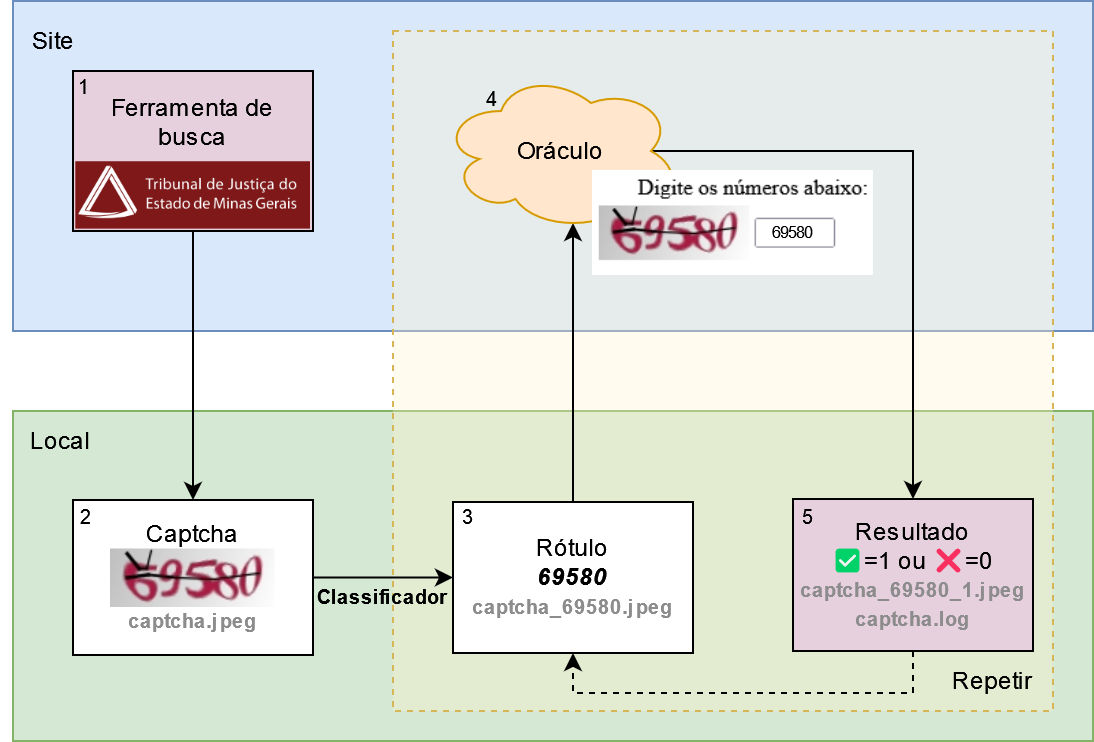 Site
1
Ferramenta de
busca
Tribunal de Justiça do
Estado de Minas Gerais
4
Oráculo
Digite os números abaixo:
69580
69580
Local
2
Captcha
69580
captcha.jpeg
Classificador
3
Rótulo
69580
captcha_69580.jpeg
5
Resultado
✅=1 ou ❌=0
captcha_69580_1.jpeg
captcha.log
Repetir